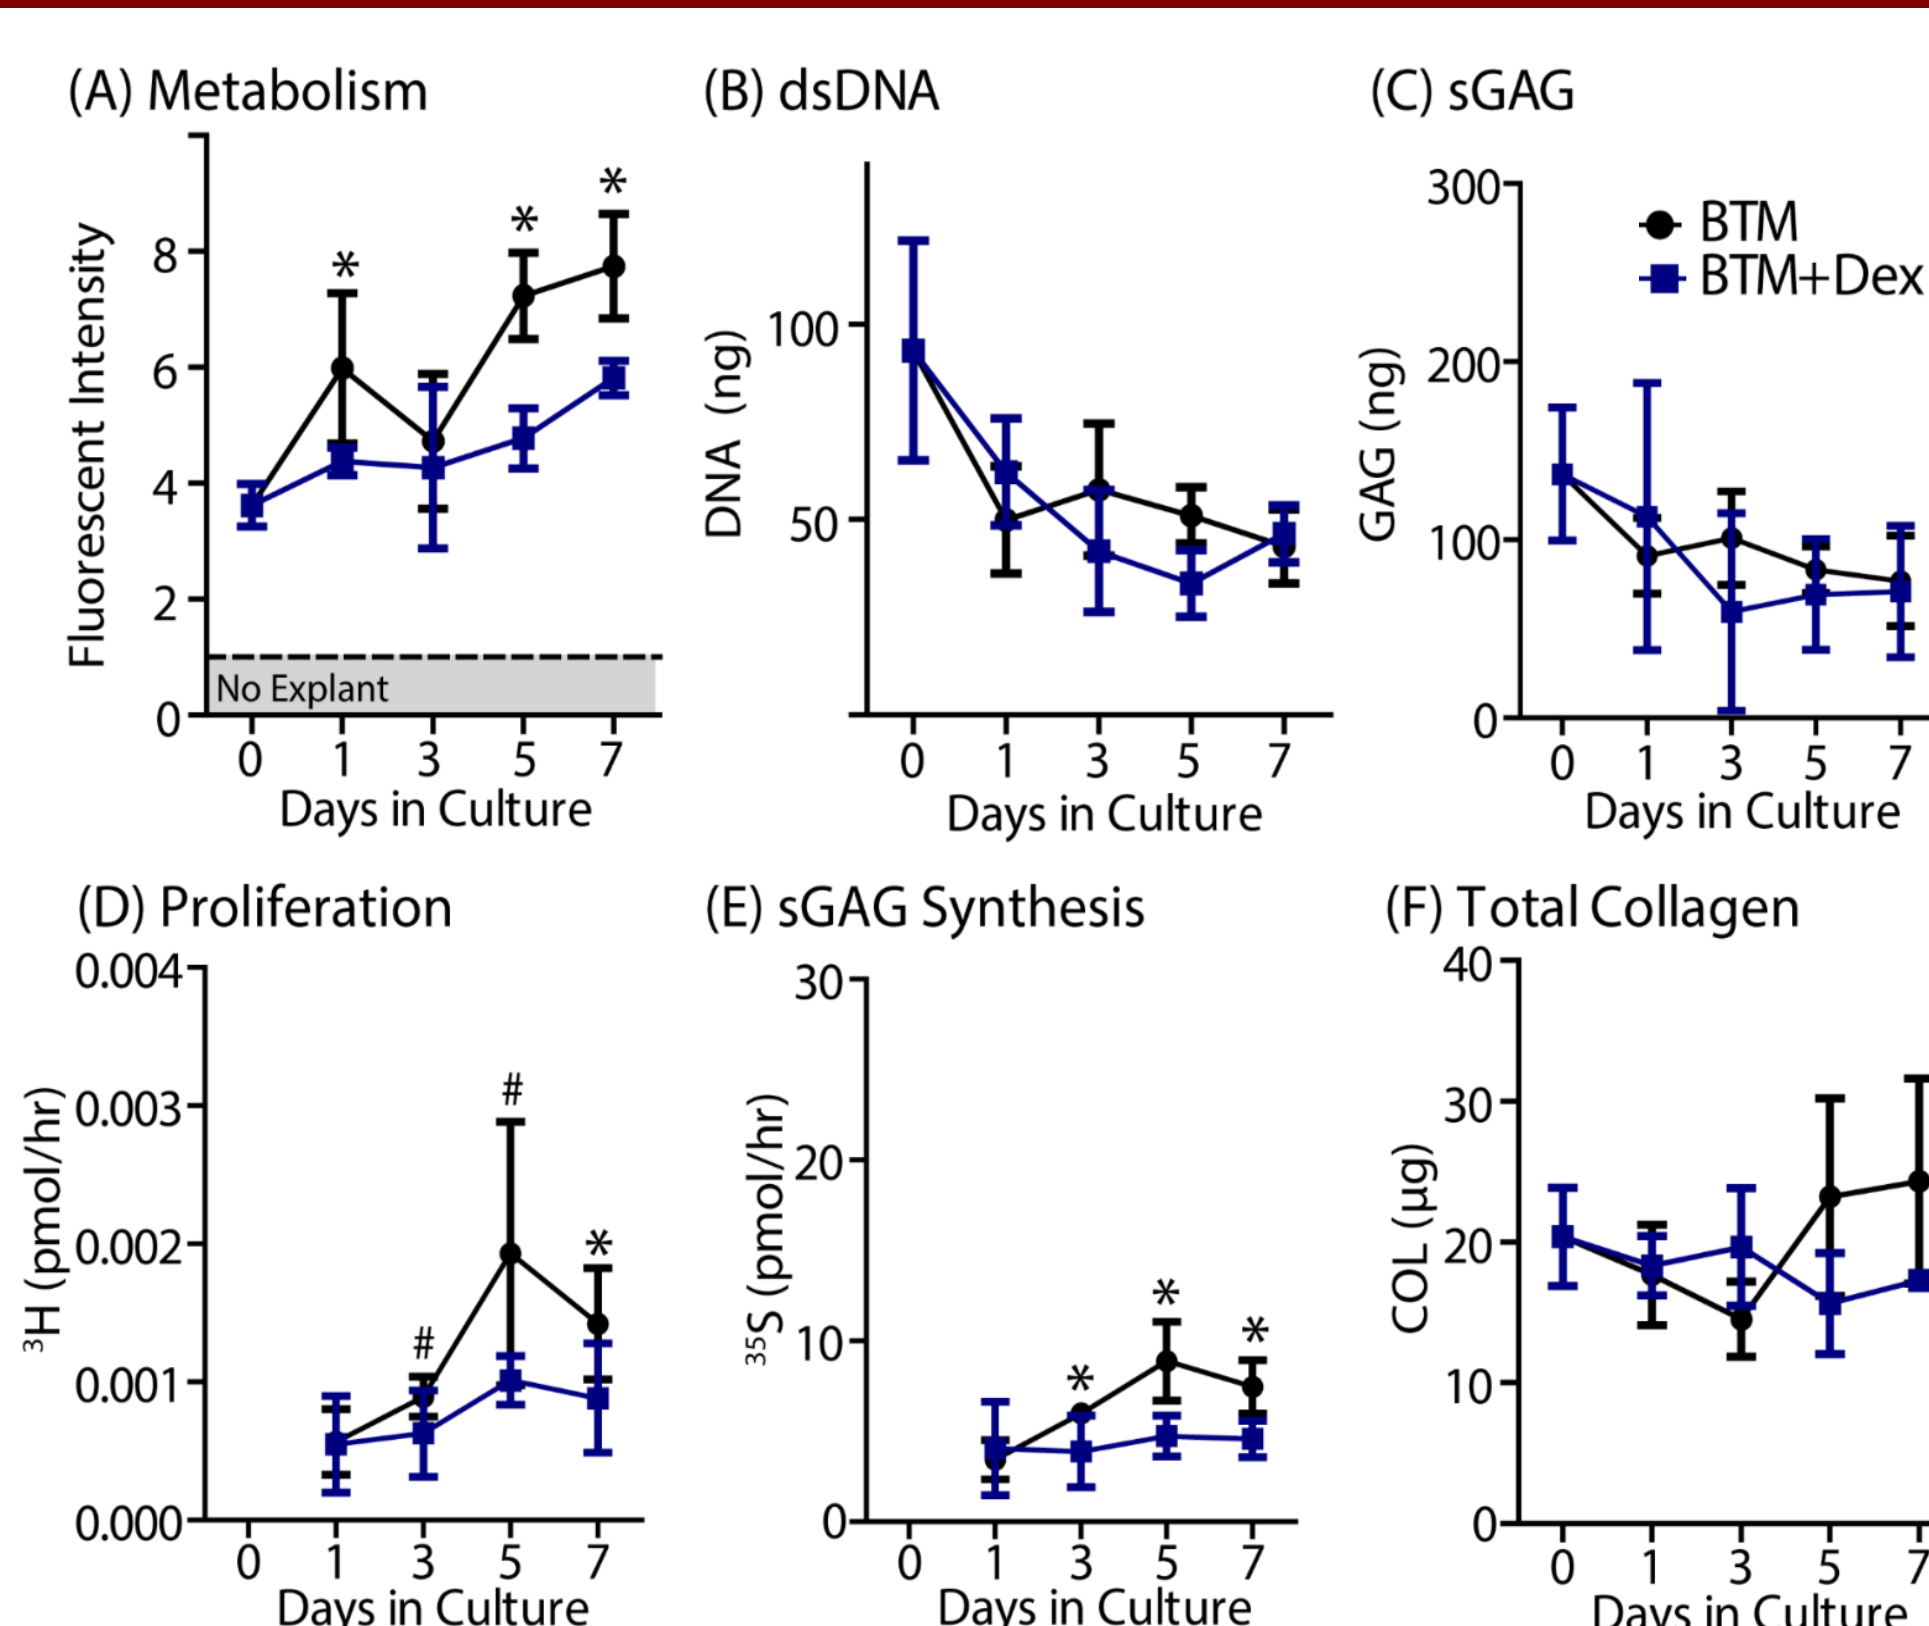 (A) Metabolism
Fluorescent Intensity
8
6
4
2
0
* * *
No Explant
0 1 3 5 7
Days in Culture
(B) dsDNA
DNA (ng)
100
50
0 1 3 5 7
Days in Culture
(C) sGAG
GAG (ng)
300
200
100
0
BTM
BTM+Dex
0 1 3 5 7
Days in Culture
(D) Proliferation
³H (pmol/hr)
0.004
0.003
0.002
0.001
0.000
# # *
0 1 3 5 7
Days in Culture
(E) sGAG Synthesis
³⁵S (pmol/hr)
30
20
10
0
* * *
0 1 3 5 7
Days in Culture
(F) Total Collagen
COL (µg)
40
30
20
10
0
0 1 3 5 7
Days in Culture